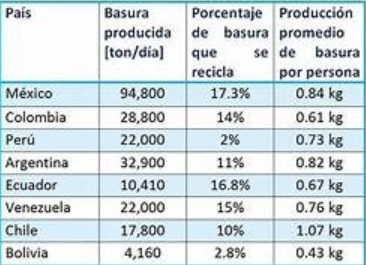 País Basura producida [ton/día] Porcentaje de basura que se recicla Producción promedio de basura por persona
México 94,800 17.3% 0.84 kg
Colombia 28,800 14% 0.61 kg
Perú 22,000 2% 0.73 kg
Argentina 32,900 11% 0.82 kg
Ecuador 10,410 16.8% 0.67 kg
Venezuela 22,000 15% 0.76 kg
Chile 17,800 10% 1.07 kg
Bolivia 4,160 2.8% 0.43 kg